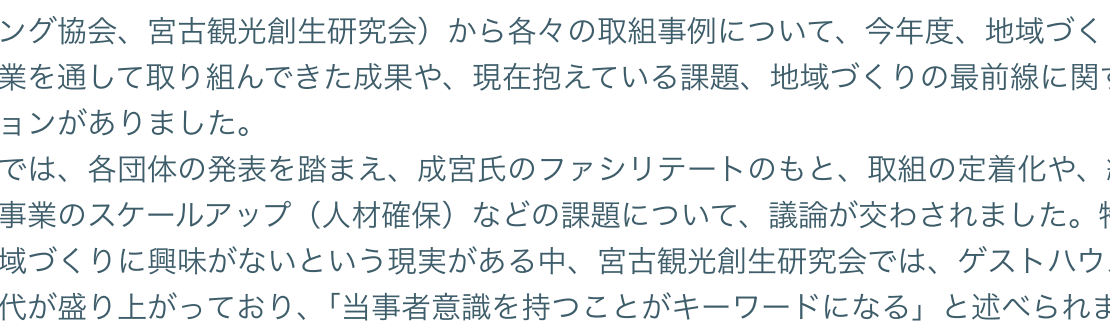 ング協会、宮古観光創生研究会）から各々の取組事例について、今年度、地域づく
業を通して取り組んできた成果や、現在抱えている課題、地域づくりの最前線に関す
ョンがありました。
では、各団体の発表を踏まえ、成宮氏のファシリテートのもと、取組の定着化や、
事業のスケールアップ（人材確保）などの課題について、議論が交わされました。
域づくりに興味がないという現実がある中、宮古観光創生研究会では、ゲストハウ
代が盛り上がっており、「当事者意識を持つことがキーワードになる」と述べられま